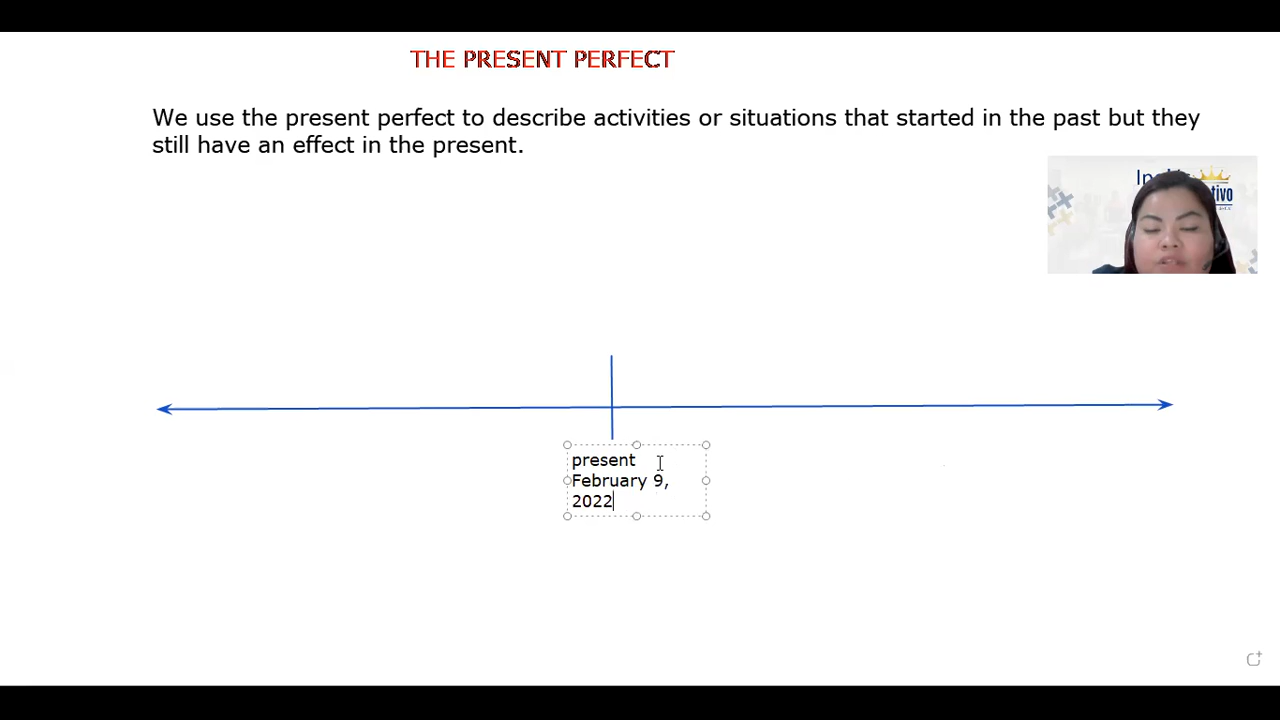 THE PRESENT PERFECT
We use the present perfect to describe activities or situations that started in the past but they
still have an effect in the present.
present
February 9,
2022